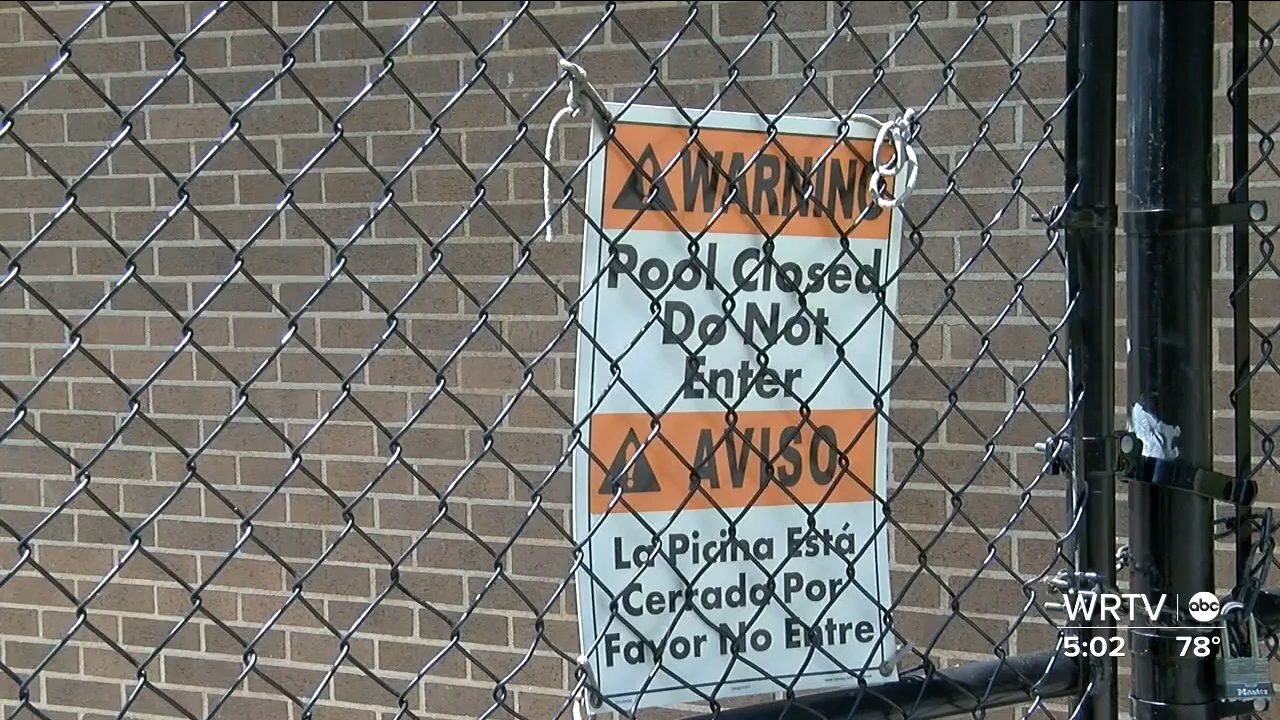 WARNING
Pool Closed
Do Not
Enter
AVISO
La Picina Está
Cerrado Por
Favor No Entre
WRTV abc
5:02 78°
Master